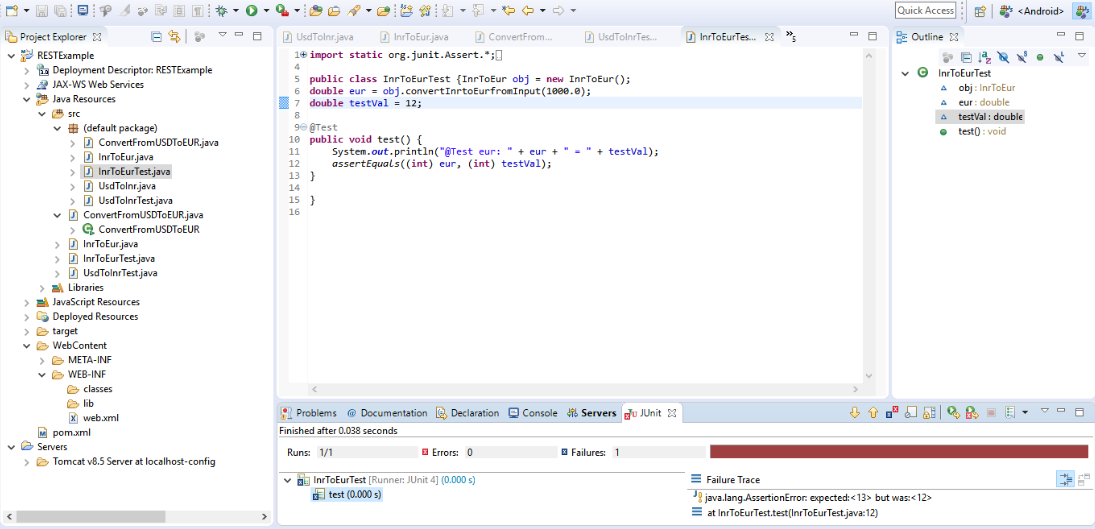 Quick Access
<Android>
Project Explorer
RESTExample
Deployment Descriptor: RESTExample
JAX-WS Web Services
Java Resources
src
(default package)
ConvertFromUSDToEUR.java
InrToEur.java
InrToEurTest.java
UsdToInr.java
UsdToInrTest.java
ConvertFromUSDToEUR.java
ConvertFromUSDToEUR
InrToEur.java
InrToEurTest.java
UsdToInrTest.java
Libraries
JavaScript Resources
Deployed Resources
target
WebContent
META-INF
WEB-INF
classes
lib
web.xml
pom.xml
Servers
Tomcat v8.5 Server at localhost-config
UsdToInr.java InrToEur.java ConvertFrom... UsdToInrTes... InrToEurTes... »5
1 import static org.junit.Assert.*;
4
5 public class InrToEurTest {InrToEur obj = new InrToEur();
6 double eur = obj.convertInrtoEurfromInput(1000.0);
7 double testVal = 12;
8
9 @Test
10 public void test() {
11 System.out.println("@Test eur: " + eur + " = " + testVal);
12 assertEquals((int) eur, (int) testVal);
13 }
14
15 }
16
Outline
InrToEurTest
obj : InrToEur
eur : double
testVal : double
test() : void
Problems @ Documentation Declaration Console Servers JUnit
Finished after 0.038 seconds
Runs: 1/1 Errors: 0 Failures: 1
InrToEurTest [Runner: JUnit 4] (0.000 s)
test (0.000 s)
Failure Trace
java.lang.AssertionError: expected:<13> but was:<12>
at InrToEurTest.test(InrToEurTest.java:12)